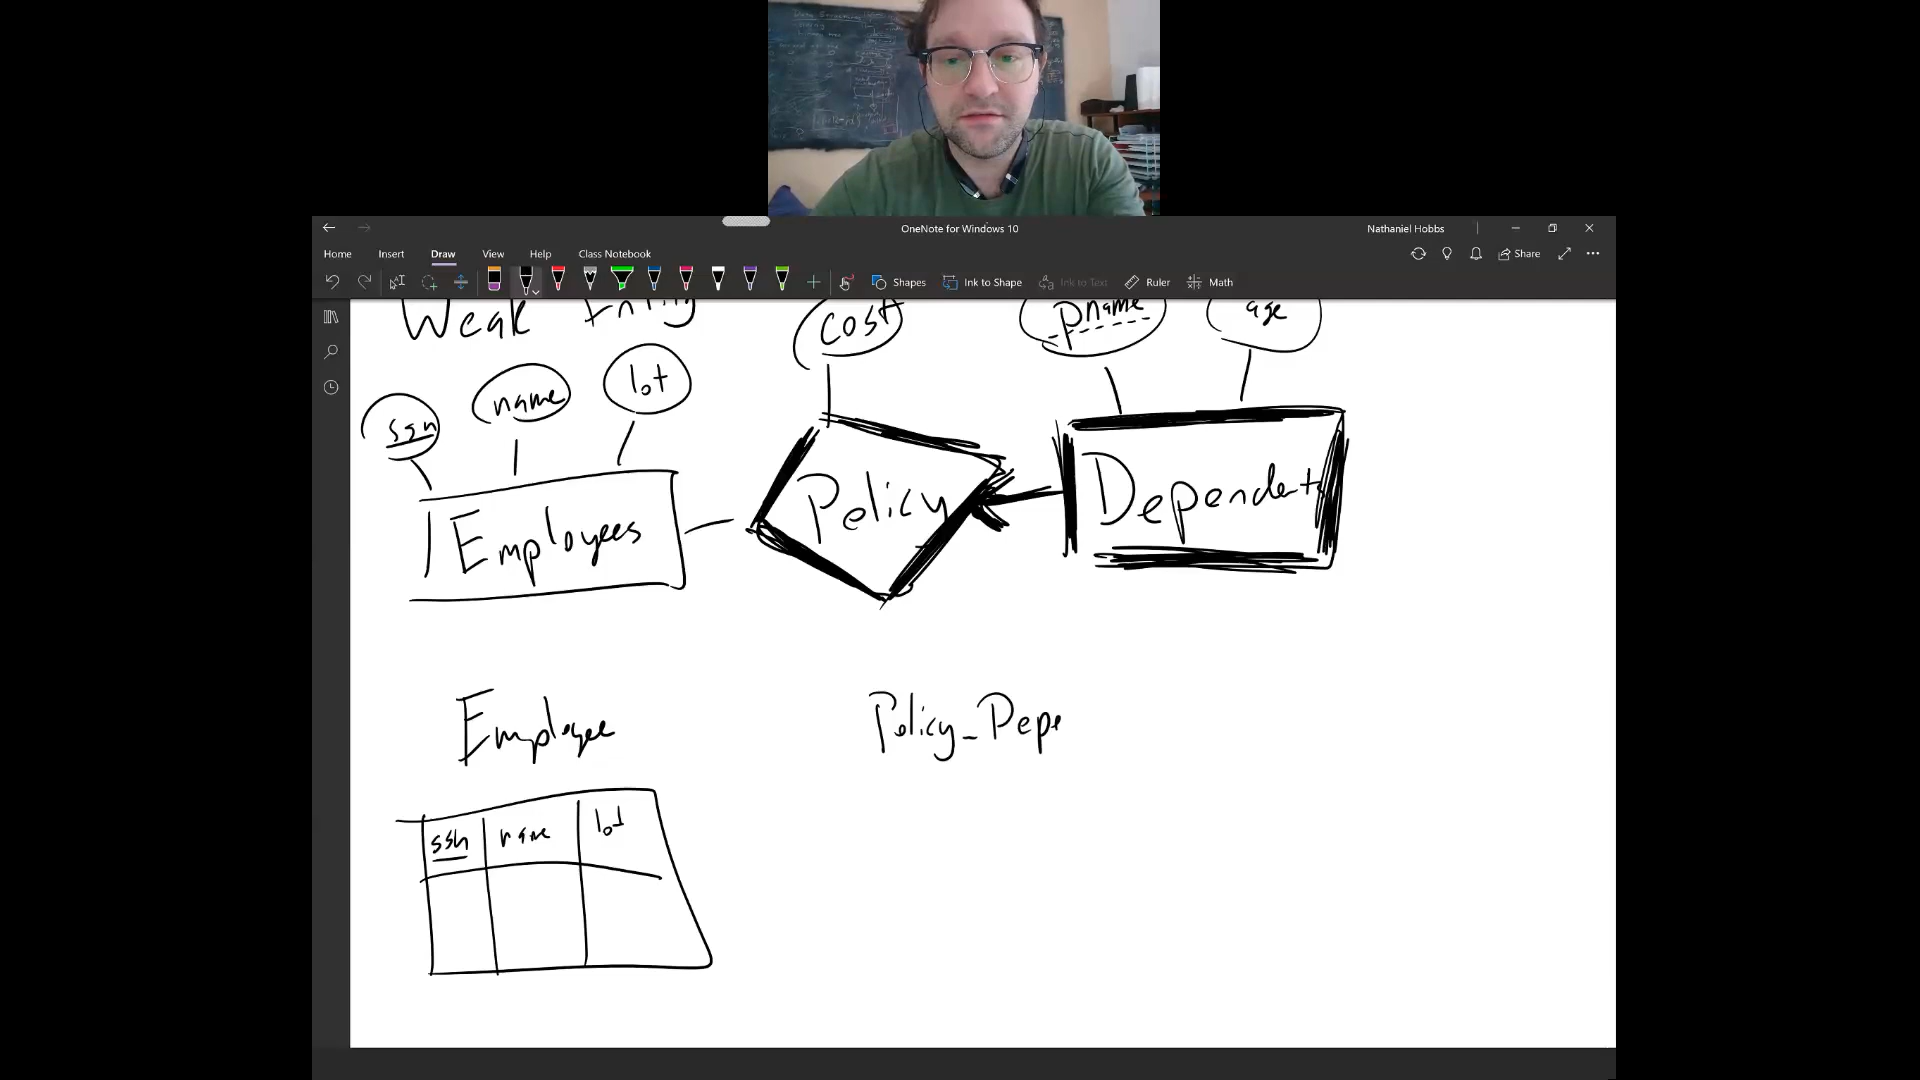 OneNote for Windows 10
Nathaniel Hobbs
Home Insert Draw View Help Class Notebook
Share
Shapes Ink to Shape Ink to Text Ruler Math
Weak Entity
cost
pname
age
ssn
name
lot
Employees
Policy
Dependents
Employee
Policy_Depe
ssn name lot